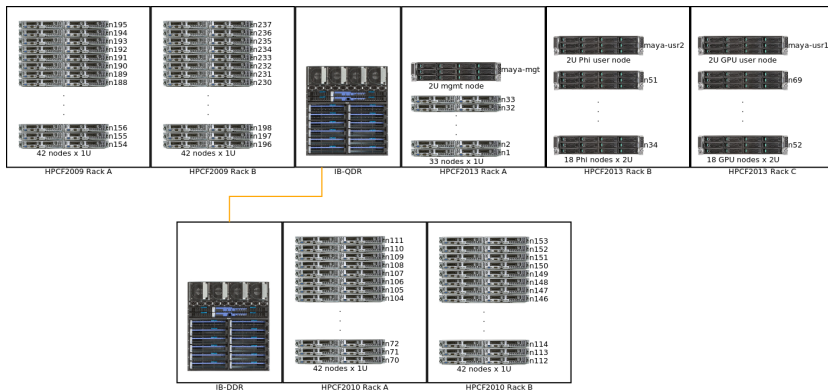 n195
n194
n193
n192
n191
n190
n189
n188
n156
n155
n154
42 nodes x 1U
HPCF2009 Rack A
n237
n236
n235
n234
n233
n232
n231
n230
n198
n197
n196
42 nodes x 1U
HPCF2009 Rack B
IB-QDR
maya-mgt
2U mgmt node
n33
n32
n2
n1
33 nodes x 1U
HPCF2013 Rack A
maya-usr2
2U Phi user node
n51
n34
18 Phi nodes x 2U
HPCF2013 Rack B
maya-usr1
2U GPU user node
n69
n52
18 GPU nodes x 2U
HPCF2013 Rack C
IB-DDR
n111
n110
n109
n108
n107
n106
n105
n104
n72
n71
n70
42 nodes x 1U
HPCF2010 Rack A
n153
n152
n151
n150
n149
n148
n147
n146
n114
n113
n112
42 nodes x 1U
HPCF2010 Rack B